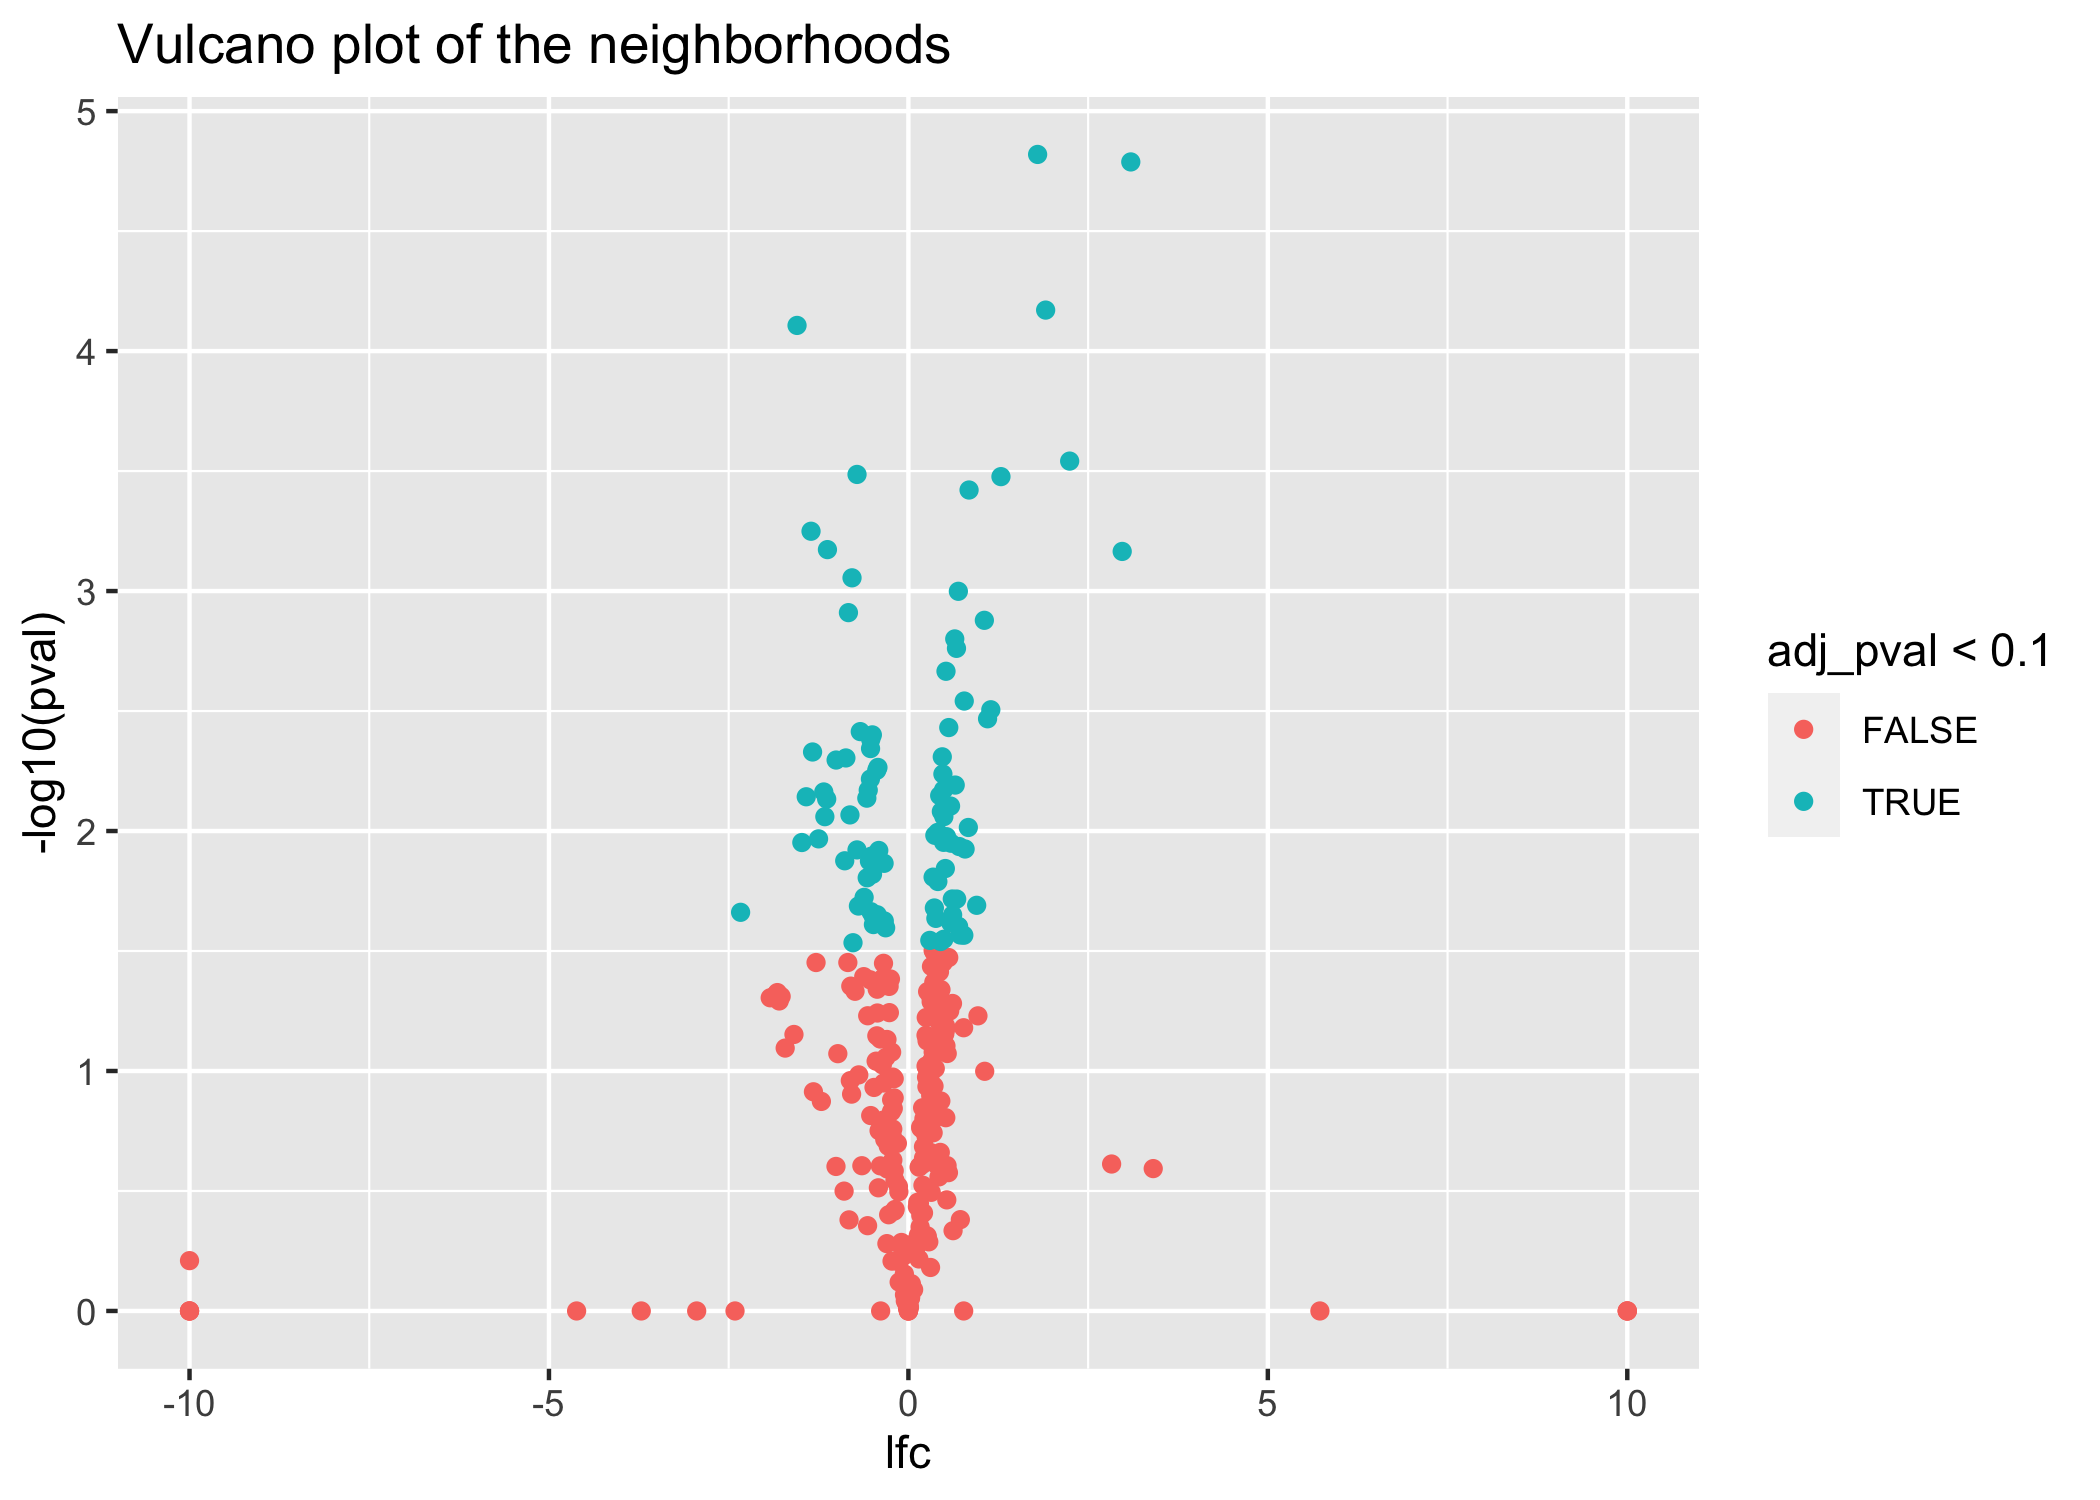 Vulcano plot of the neighborhoods
5
4
3
2
1
0
-log10(pval)
-10 -5 0 5 10
lfc
adj_pval < 0.1
FALSE
TRUE